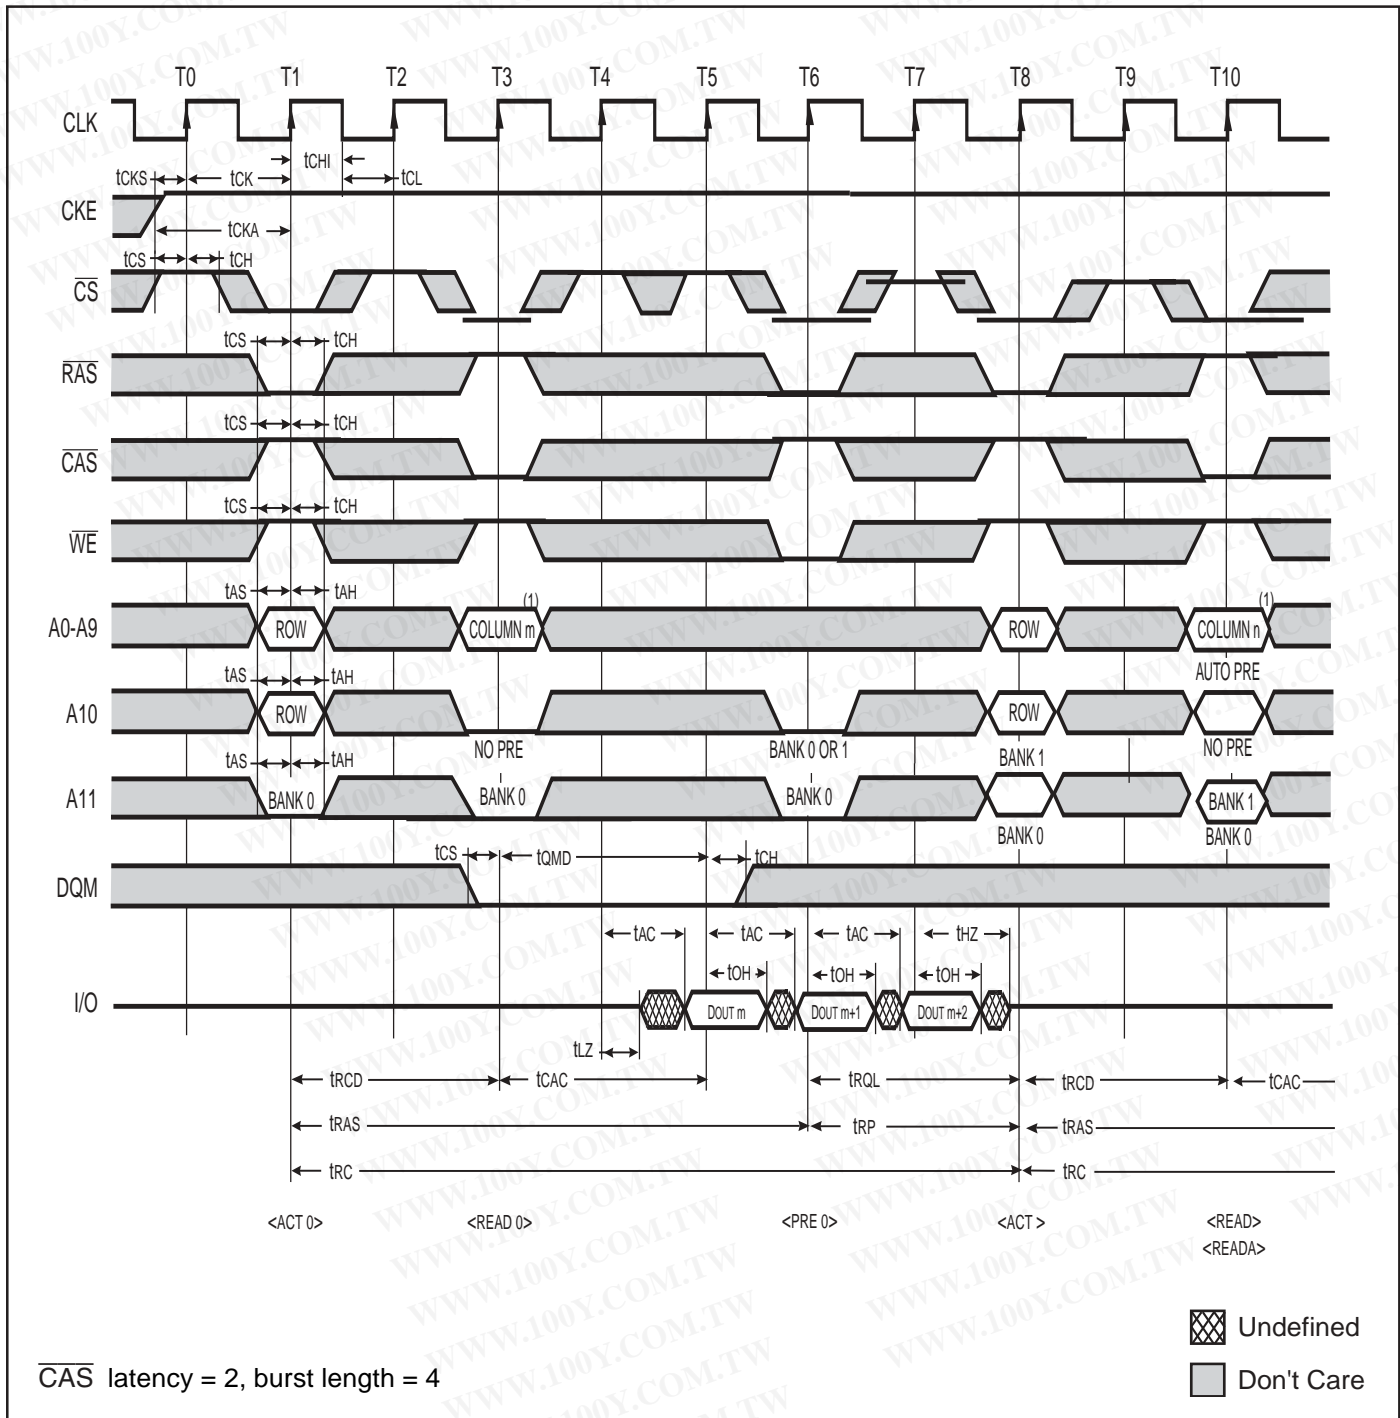 T0 T1 T2 T3 T4 T5 T6 T7 T8 T9 T10
CLK
tCHI
tCKS tCK tCL
CKE
tCKA
tCS tCH
CS
tCS tCH
RAS
tCS tCH
CAS
tCS tCH
WE
tAS tAH (1) (1)
A0-A9 ROW COLUMN m ROW COLUMN n
tAS tAH AUTO PRE
A10 ROW ROW
NO PRE BANK 0 OR 1 BANK 1 NO PRE
tAS tAH
A11 BANK 0 BANK 0 BANK 0 BANK 1
BANK 0 BANK 0
tCS tQMD tCH
DQM
tAC tAC tAC tHZ
tOH tOH tOH
I/O DOUT m DOUT m+1 DOUT m+2
tLZ
tRCD tCAC tRQL tRCD tCAC
tRAS tRP tRAS
tRC tRC
<ACT 0> <READ 0> <PRE 0> <ACT > <READ>
<READA>
Undefined
CAS latency = 2, burst length = 4 Don't Care
WWW.100Y.COM.TW